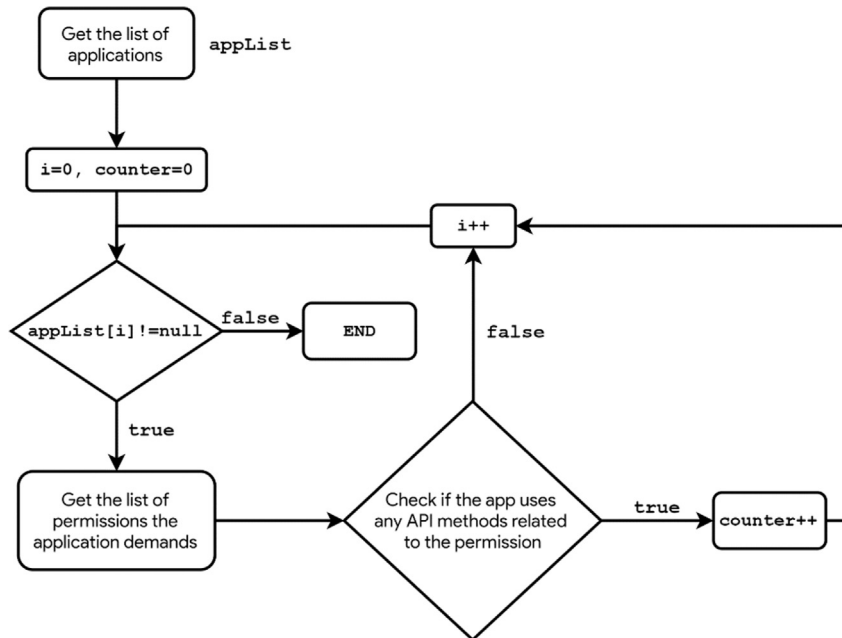 Get the list of
applications
appList
i=0, counter=0
i++
appList[i]!=null
false
END
false
true
Get the list of
permissions the
application demands
Check if the app uses
any API methods related
to the permission
true
counter++